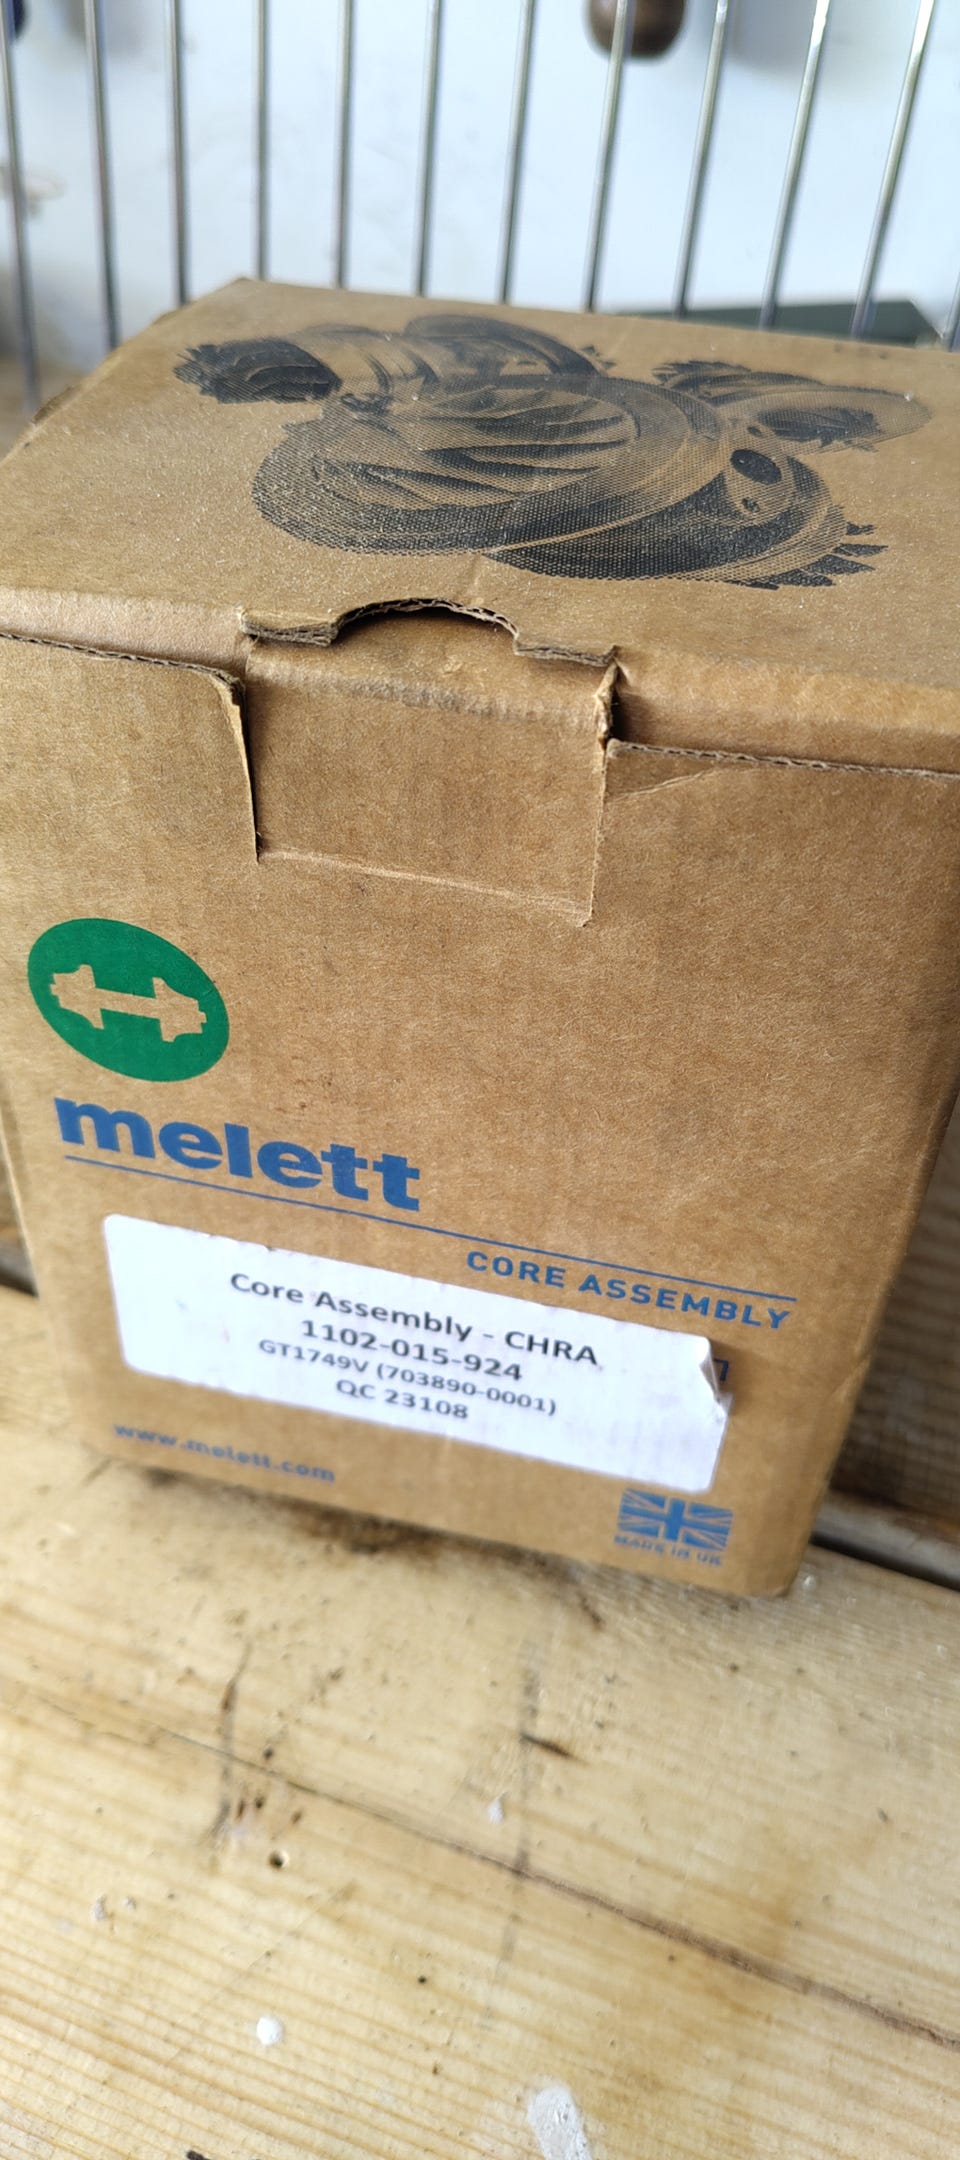 melett
CORE ASSEMBLY
Core Assembly - CHRA
1102-015-924
GT1749V (703890-0001)
QC 23108
www.melett.com
MADE IN UK